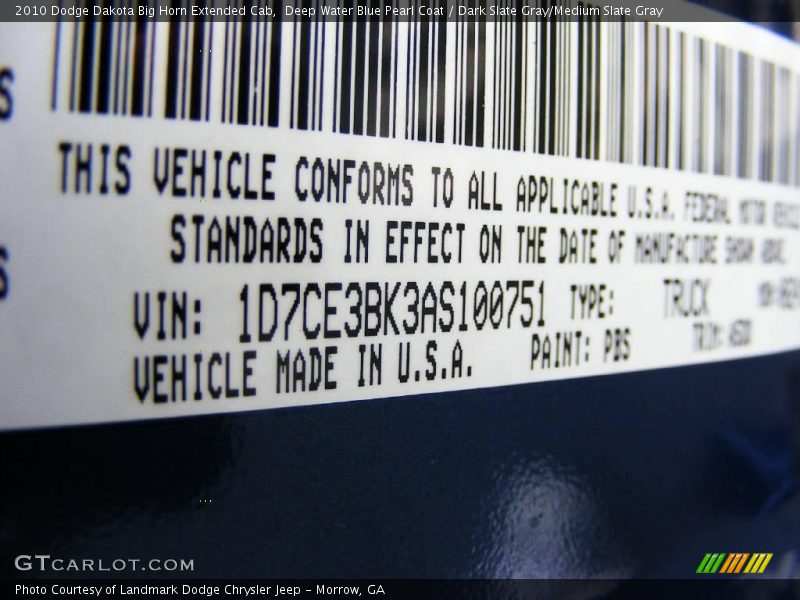 2010 Dodge Dakota Big Horn Extended Cab, Deep Water Blue Pearl Coat / Dark Slate Gray/Medium Slate Gray
S
THIS VEHICLE CONFORMS TO ALL APPLICABLE U.S.A. FEDERAL MOTOR
S
STANDARDS IN EFFECT ON THE DATE OF MANUFACTURE SHOWN ABOVE.
VIN: 1D7CE3BK3AS100751 TYPE: TRUCK
VEHICLE MADE IN U.S.A. PAINT: PBS TRIM:
GTCARLOT.COM
Photo Courtesy of Landmark Dodge Chrysler Jeep - Morrow, GA